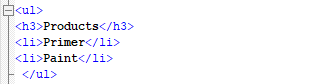 <ul>
<h3>Products</h3>
<li>Primer</li>
<li>Paint</li>
</ul>